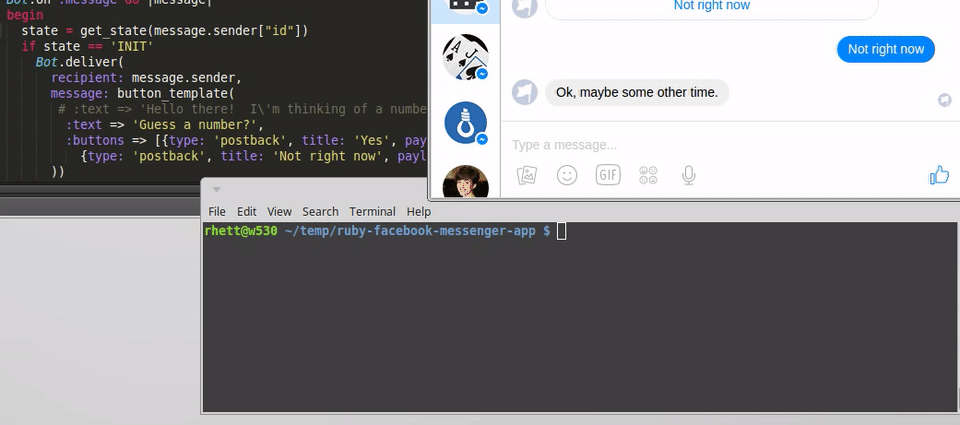 Bot.on :message do |message|
begin
state = get_state(message.sender["id"])
if state == 'INIT'
Bot.deliver(
recipient: message.sender,
message: button_template(
# :text => 'Hello there!  I\'m thinking of a numbe
:text => 'Guess a number?',
:buttons => [{type: 'postback', title: 'Yes', pay
{type: 'postback', title: 'Not right now', payl
))
Not right now
Not right now
Ok, maybe some other time.
Type a message...
GIF
A J
File Edit View Search Terminal Help
rhett@w530 ~/temp/ruby-facebook-messenger-app $